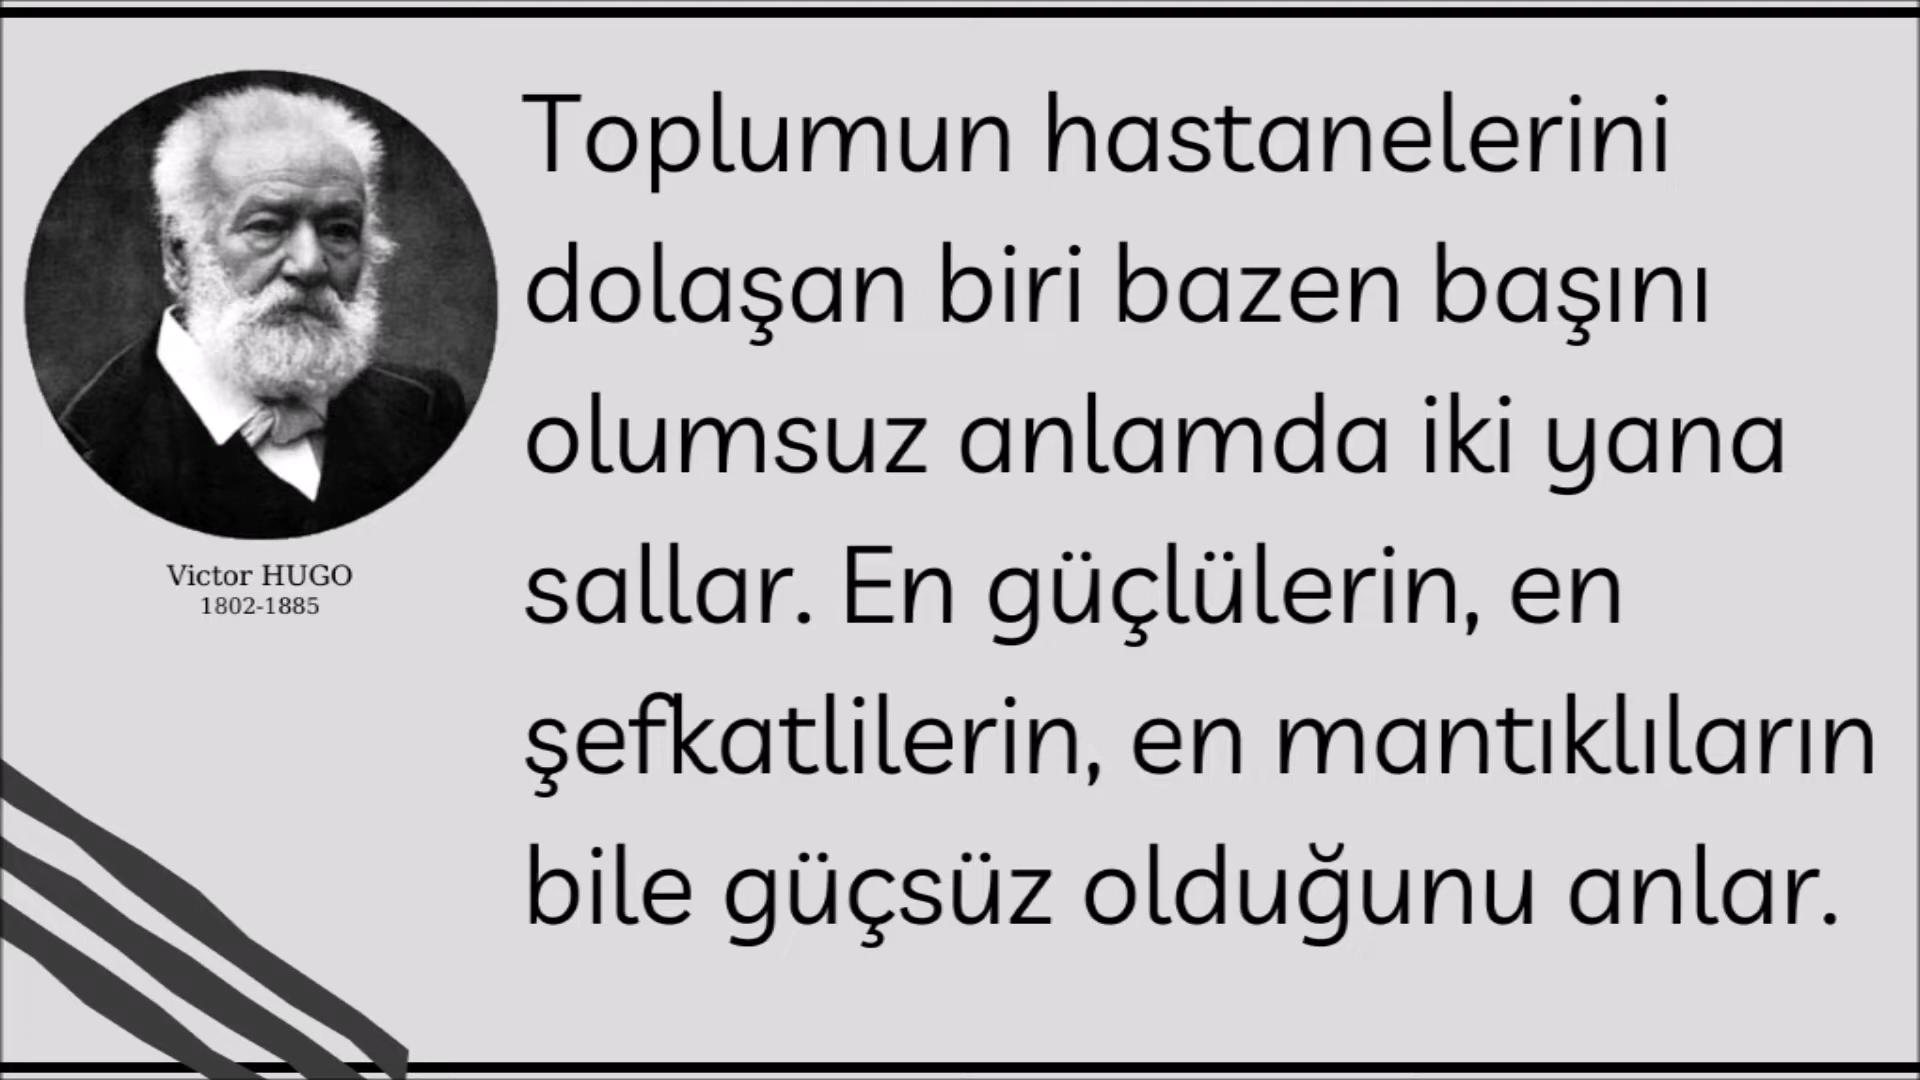 Toplumun hastanelerini
dolaşan biri bazen başını
olumsuz anlamda iki yana
sallar. En güçlülerin, en
şefkatlilerin, en mantıklıların
bile güçsüz olduğunu anlar.
Victor HUGO
1802-1885